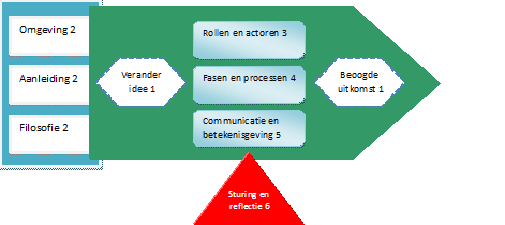 Omgeving 2
Aanleiding 2
Filosofie 2
Verander
idee 1
Rollen en actoren 3
Fasen en processen 4
Communicatie en
betekenisgeving 5
Beoogde
uitkomst 1
Sturing en
reflectie 6